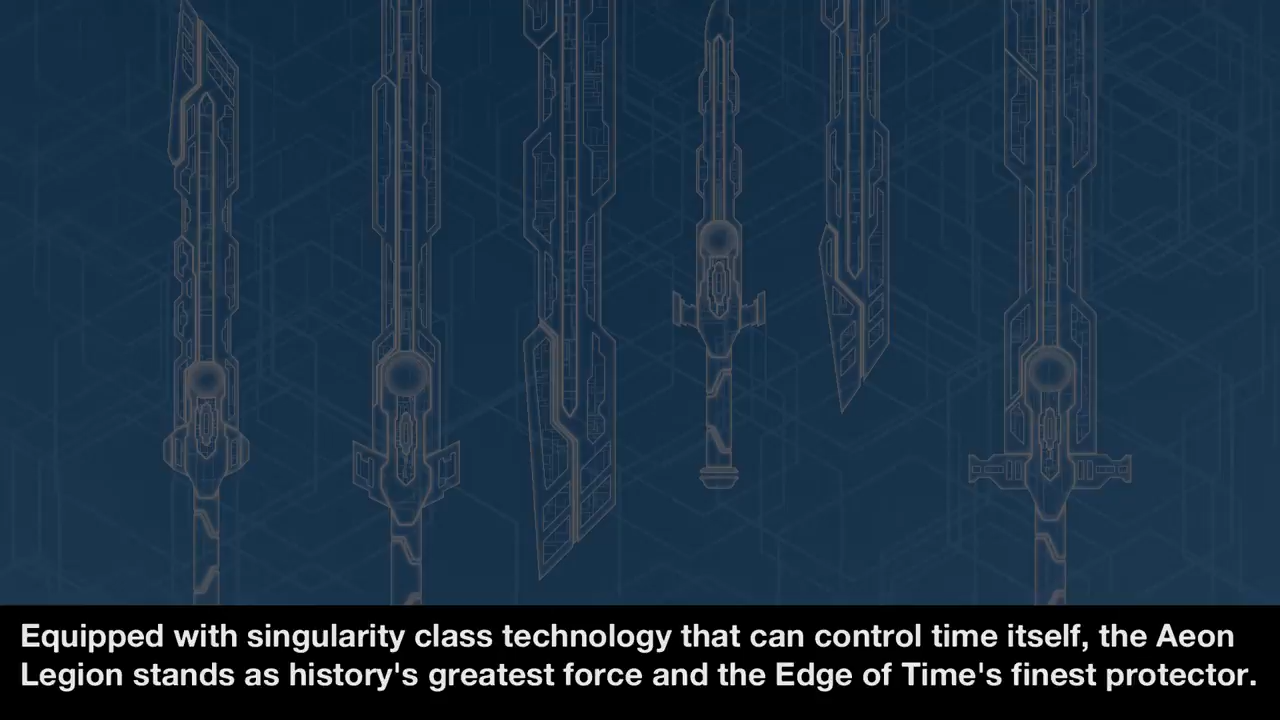 Equipped with singularity class technology that can control time itself, the Aeon
Legion stands as history's greatest force and the Edge of Time's finest protector.